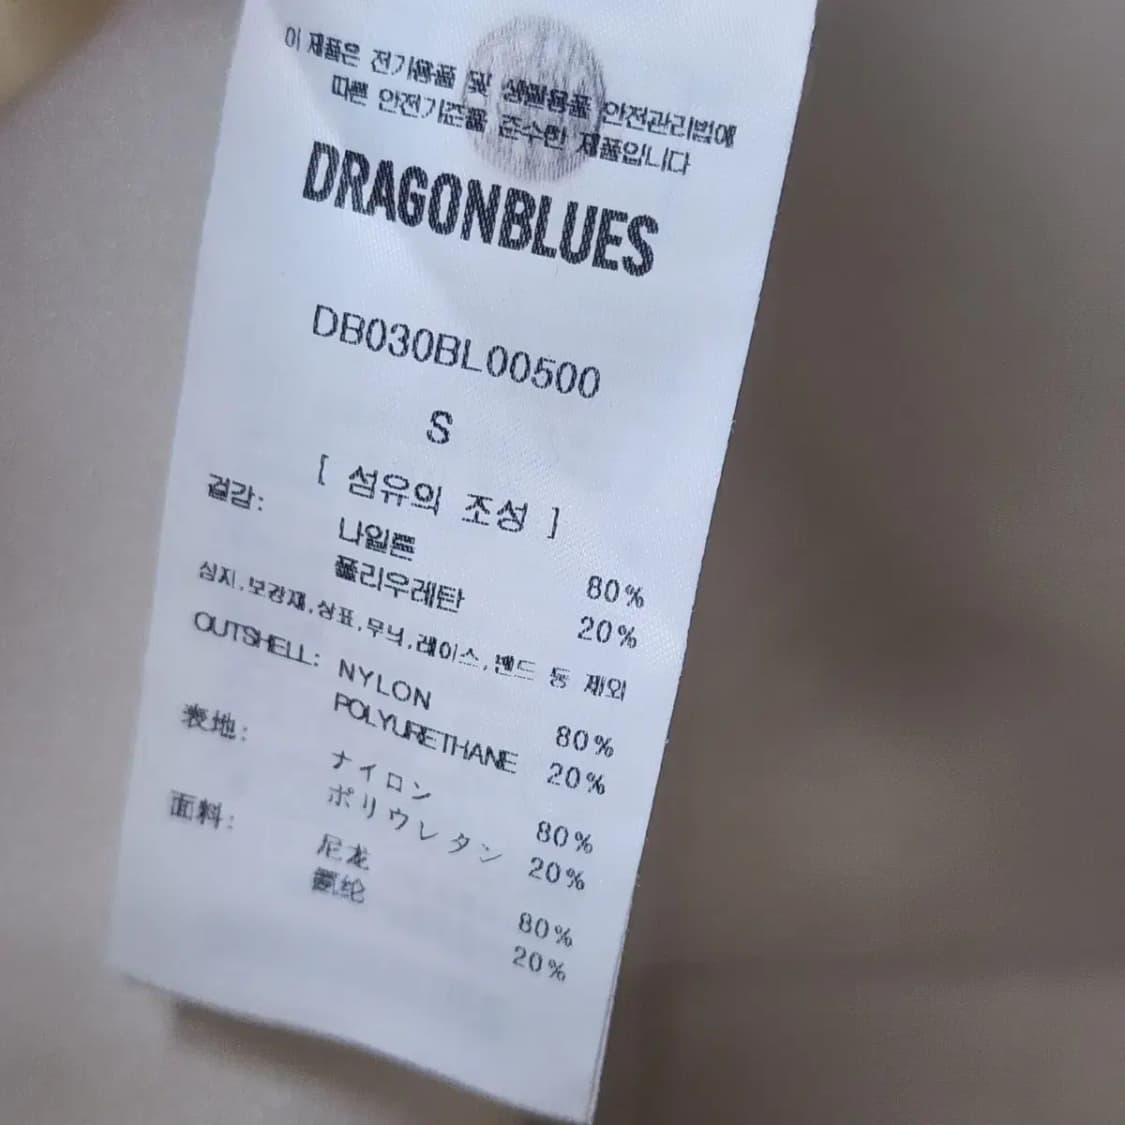 이 제품은 전기용품 및 생활용품 안전관리법에
따른 안전기준을 준수한 제품입니다
DRAGONBLUES
DB030BL00500
S
[ 섬유의 조성 ]
겉감:
나일론 80%
폴리우레탄 20%
심지,보강재,상표,무늬,레이스,밴드 등 제외
OUTSHELL: NYLON 80%
POLYURETHANE 20%
表地:
ナイロン 80%
ポリウレタン 20%
面料:
尼龙 80%
氨纶 20%